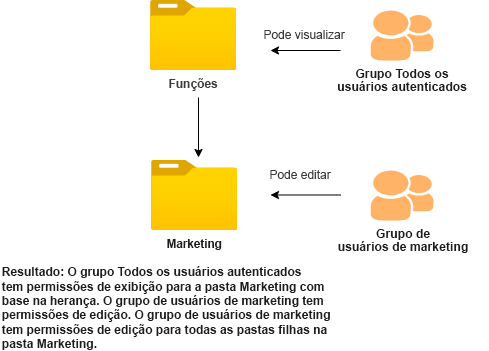 Pode visualizar
Grupo Todos os
usuários autenticados
Funções
Pode editar
Grupo de
usuários de marketing
Marketing
Resultado: O grupo Todos os usuários autenticados
tem permissões de exibição para a pasta Marketing com
base na herança. O grupo de usuários de marketing tem
permissões de edição. O grupo de usuários de marketing
tem permissões de edição para todas as pastas filhas na
pasta Marketing.